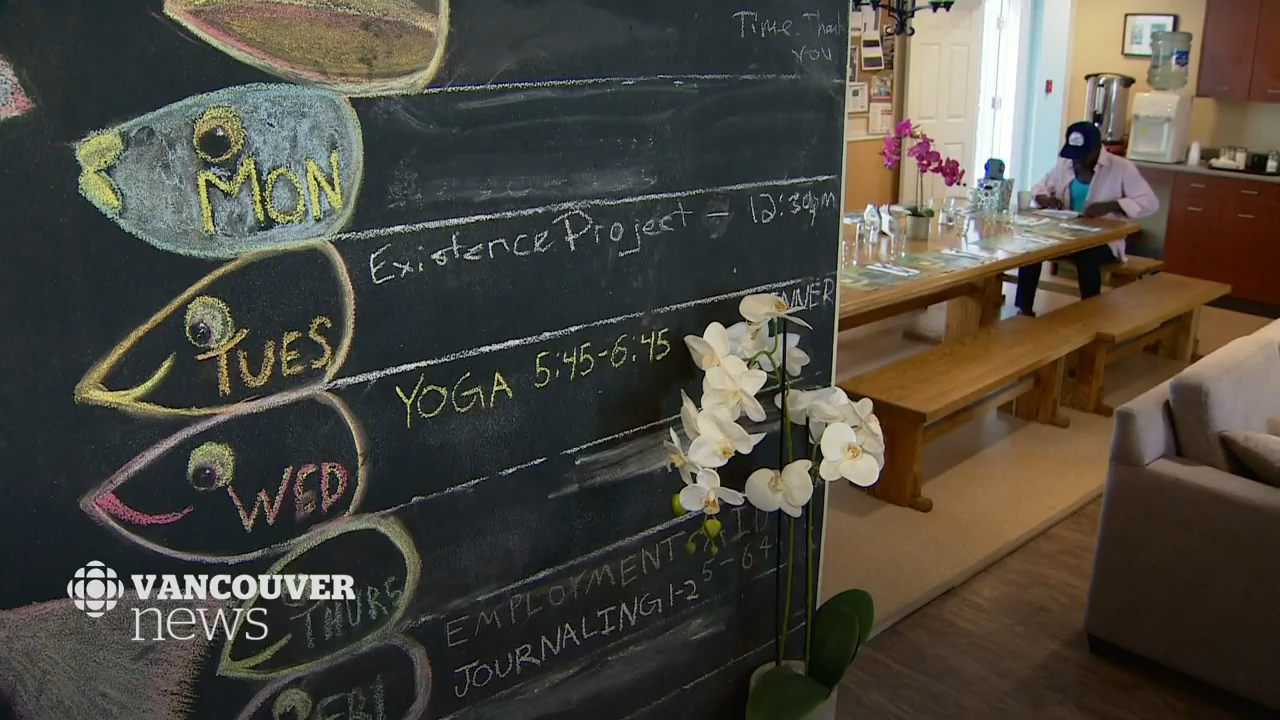 Time. Thank
you
MON
Existence Project - 12:30pm
TUES
YOGA 5:45-6:45
WED
THURS
EMPLOYMENT
JOURNALING 1-2
FRI
VANCOUVER
news